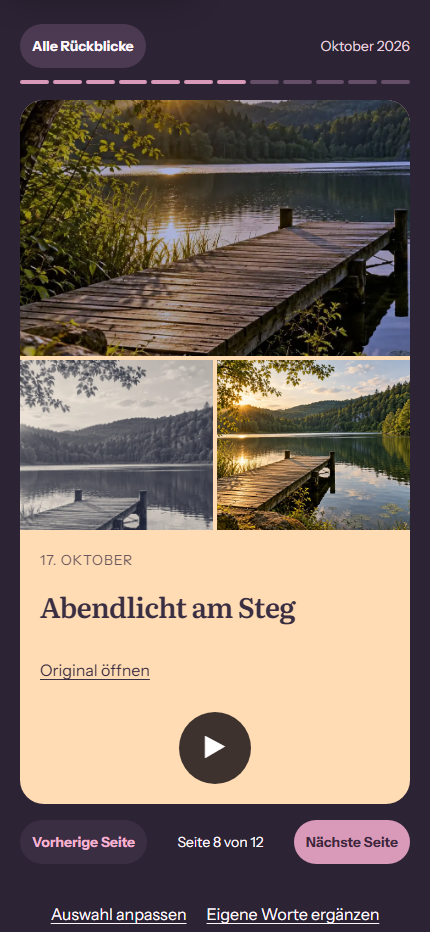 Alle Rückblicke
Oktober 2026
17. OKTOBER
Abendlicht am Steg
Original öffnen
Vorherige Seite
Seite 8 von 12
Nächste Seite
Auswahl anpassen
Eigene Worte ergänzen